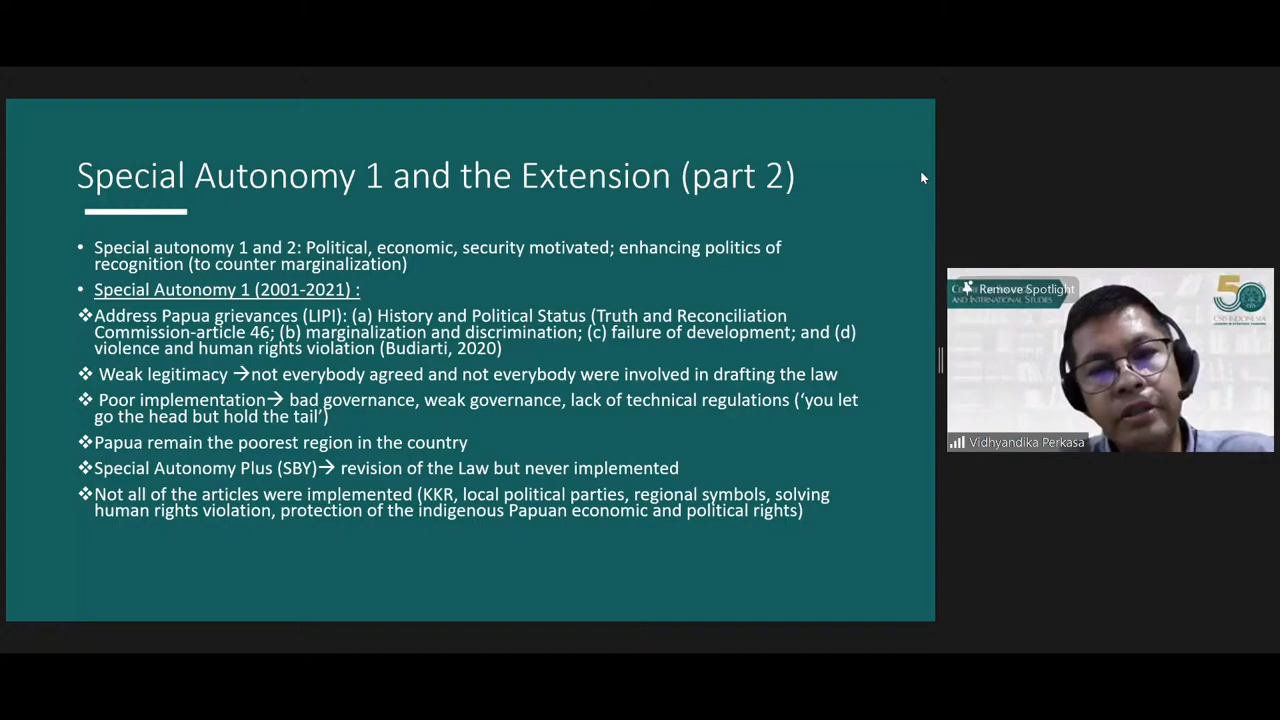 Special Autonomy 1 and the Extension (part 2)
• Special autonomy 1 and 2: Political, economic, security motivated; enhancing politics of
recognition (to counter marginalization)
• Special Autonomy 1 (2001-2021) :
❖Address Papua grievances (LIPI): (a) History and Political Status (Truth and Reconciliation
Commission-article 46; (b) marginalization and discrimination; (c) failure of development; and (d)
violence and human rights violation (Budiarti, 2020)
❖ Weak legitimacy →not everybody agreed and not everybody were involved in drafting the law
❖ Poor implementation→ bad governance, weak governance, lack of technical regulations (‘you let
go the head but hold the tail’)
❖Papua remain the poorest region in the country
❖Special Autonomy Plus (SBY)→ revision of the Law but never implemented
❖Not all of the articles were implemented (KKR, local political parties, regional symbols, solving
human rights violation, protection of the indigenous Papuan economic and political rights)
Remove Spotlight
AND INTERNATIONAL STUDIES
50
CSIS INDONESIA
Vidhyandika Perkasa